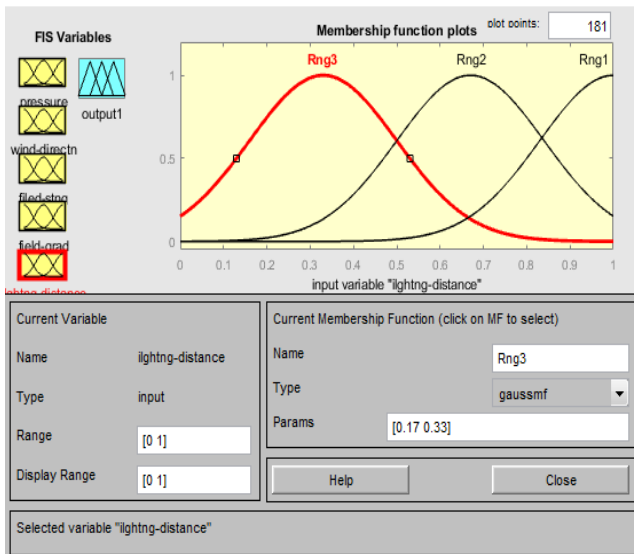 FIS Variables
pressure
output1
wind-directn
filed-stng
field-grad
Membership function plots
plot points:
181
Rng3
Rng2
Rng1
1
0.5
0
0 0.1 0.2 0.3 0.4 0.5 0.6 0.7 0.8 0.9 1
input variable "ilghtng-distance"
Current Variable
Name ilghtng-distance
Type input
Range [0 1]
Display Range [0 1]
Current Membership Function (click on MF to select)
Name Rng3
Type gaussmf
Params [0.17 0.33]
Help Close
Selected variable "ilghtng-distance"